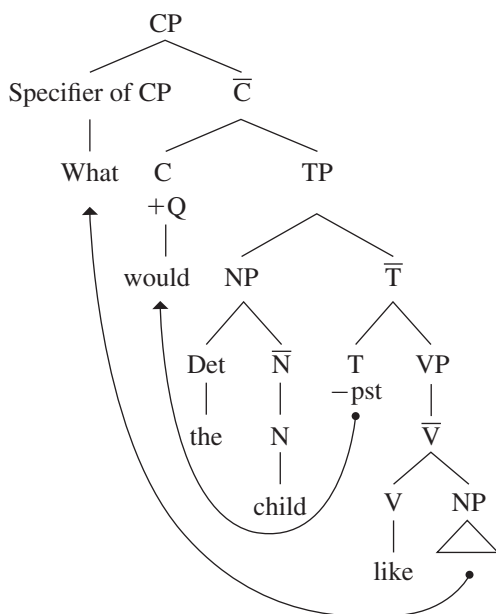 CP
Specifier of CP C̅
What C TP
+Q
would NP T̅
Det N̅ T VP
−pst
the N V̅
child V NP
like